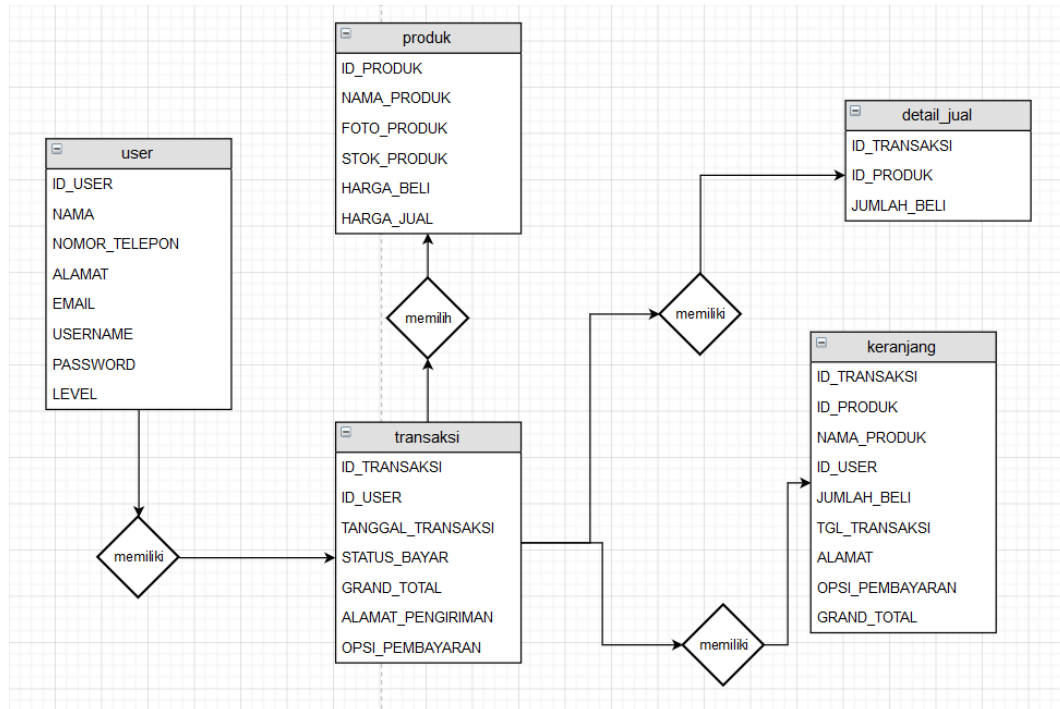 produk
ID_PRODUK
NAMA_PRODUK
FOTO_PRODUK
STOK_PRODUK
HARGA_BELI
HARGA_JUAL
detail_jual
ID_TRANSAKSI
ID_PRODUK
JUMLAH_BELI
user
ID_USER
NAMA
NOMOR_TELEPON
ALAMAT
EMAIL
USERNAME
PASSWORD
LEVEL
memilih
memiliki
keranjang
ID_TRANSAKSI
ID_PRODUK
NAMA_PRODUK
ID_USER
JUMLAH_BELI
TGL_TRANSAKSI
ALAMAT
OPSI_PEMBAYARAN
GRAND_TOTAL
transaksi
ID_TRANSAKSI
ID_USER
TANGGAL_TRANSAKSI
STATUS_BAYAR
GRAND_TOTAL
ALAMAT_PENGIRIMAN
OPSI_PEMBAYARAN
memiliki
memiliki